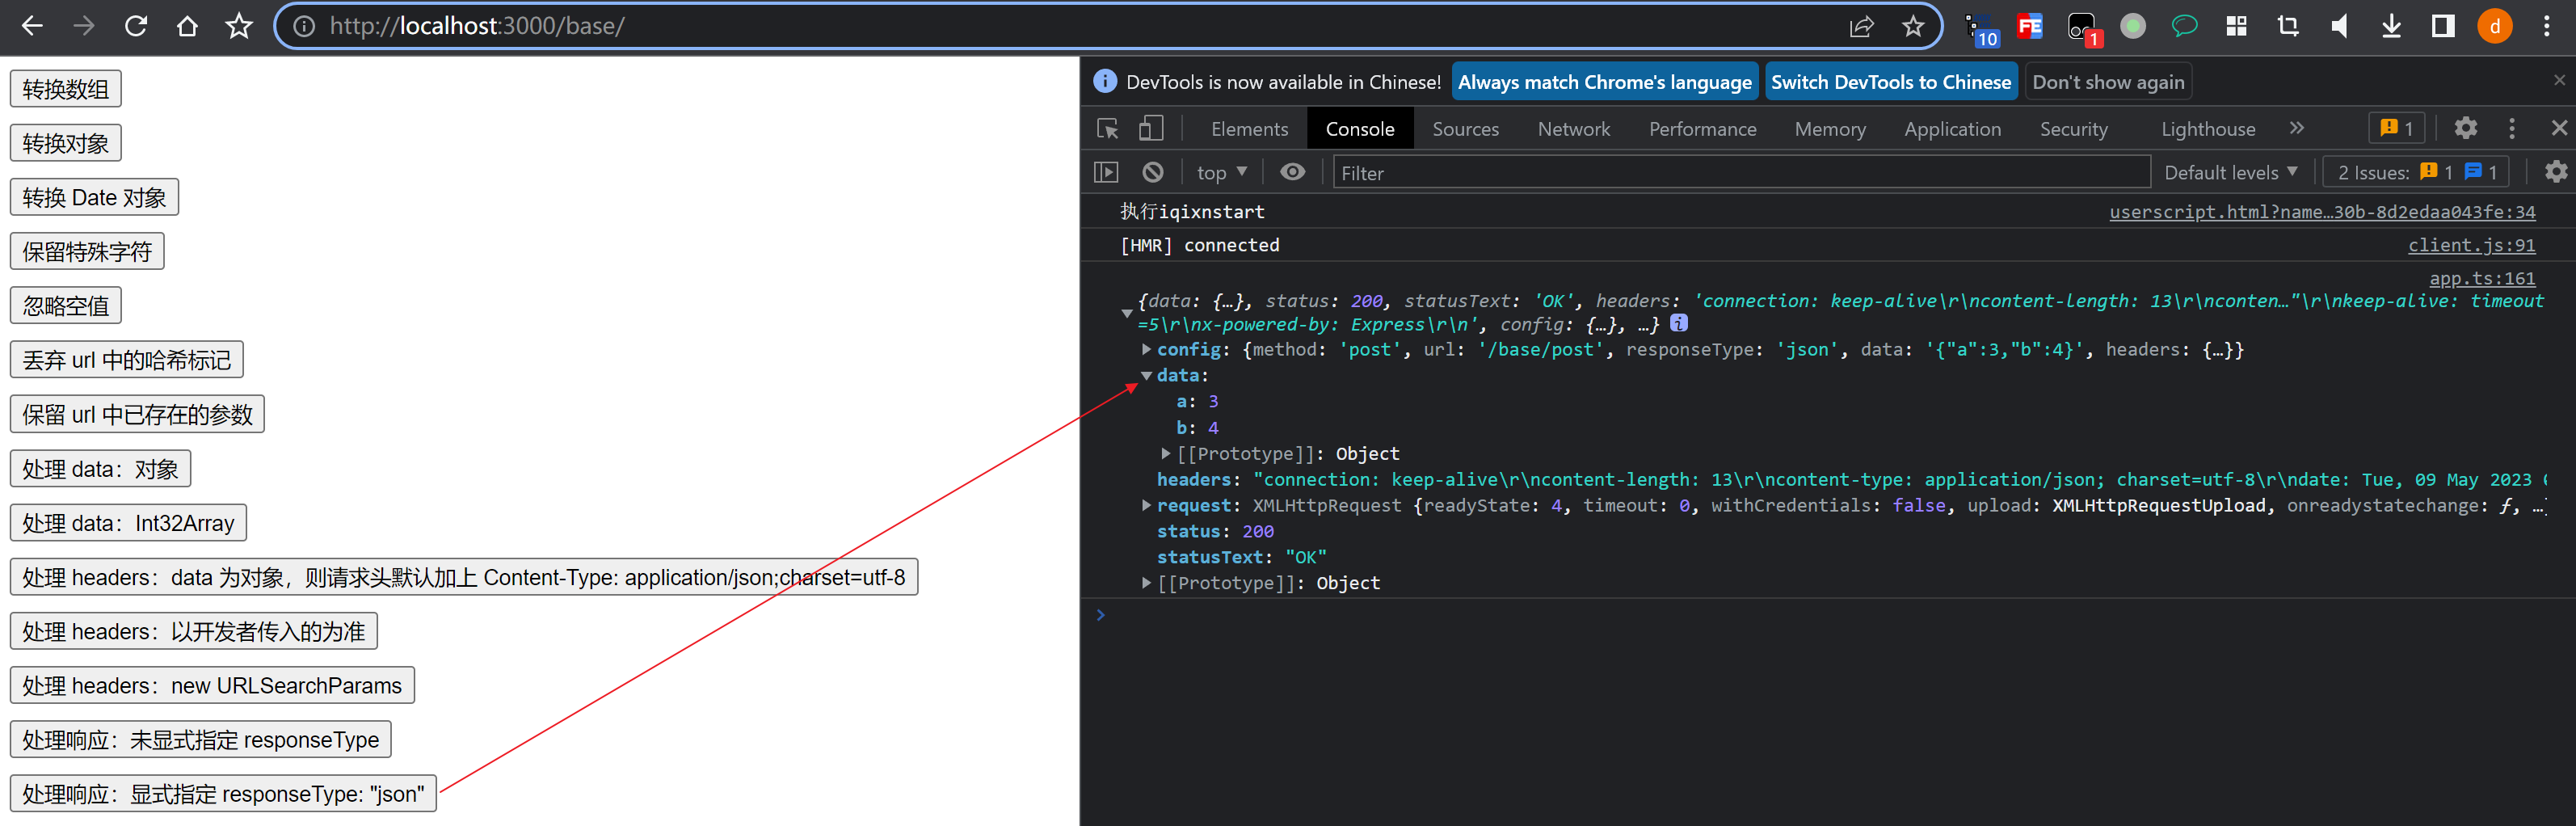 http://localhost:3000/base/
10
FE
1
d
转换数组
转换对象
转换 Date 对象
保留特殊字符
忽略空值
丢弃 url 中的哈希标记
保留 url 中已存在的参数
处理 data：对象
处理 data：Int32Array
处理 headers：data 为对象，则请求头默认加上 Content-Type: application/json;charset=utf-8
处理 headers：以开发者传入的为准
处理 headers：new URLSearchParams
处理响应：未显式指定 responseType
处理响应：显式指定 responseType: "json"
DevTools is now available in Chinese! Always match Chrome's language Switch DevTools to Chinese Don't show again
Elements Console Sources Network Performance Memory Application Security Lighthouse 1
top Filter Default levels 2 Issues: 1 1
执行iqixnstart userscript.html?name…30b-8d2edaa043fe:34
[HMR] connected client.js:91
app.ts:161
{data: {…}, status: 200, statusText: 'OK', headers: 'connection: keep-alive\r\ncontent-length: 13\r\nconten…"\r\nkeep-alive: timeout
=5\r\nx-powered-by: Express\r\n', config: {…}, …}
config: {method: 'post', url: '/base/post', responseType: 'json', data: '{"a":3,"b":4}', headers: {…}}
data:
a: 3
b: 4
[[Prototype]]: Object
headers: "connection: keep-alive\r\ncontent-length: 13\r\ncontent-type: application/json; charset=utf-8\r\ndate: Tue, 09 May 2023
request: XMLHttpRequest {readyState: 4, timeout: 0, withCredentials: false, upload: XMLHttpRequestUpload, onreadystatechange: ƒ, …}
status: 200
statusText: "OK"
[[Prototype]]: Object